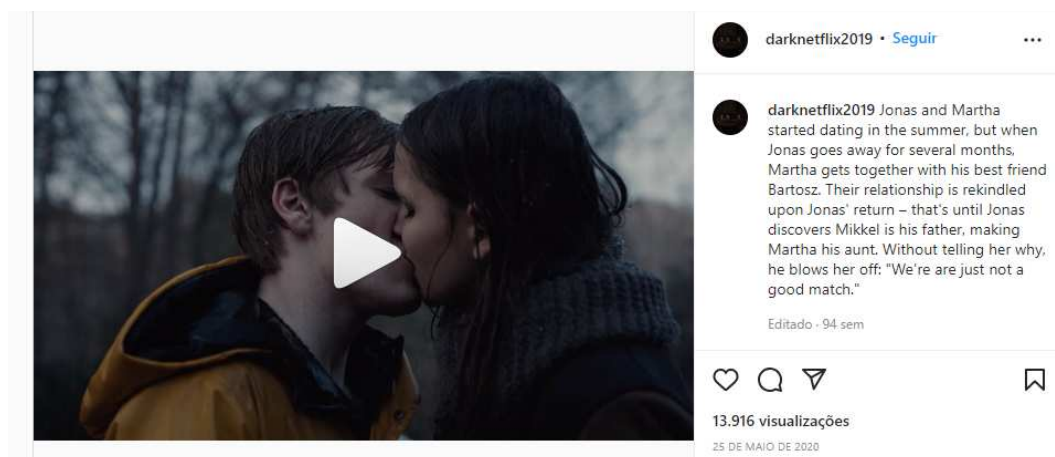 darknetflix2019 • Seguir
darknetflix2019 Jonas and Martha
started dating in the summer, but when
Jonas goes away for several months,
Martha gets together with his best friend
Bartosz. Their relationship is rekindled
upon Jonas' return – that's until Jonas
discovers Mikkel is his father, making
Martha his aunt. Without telling her why,
he blows her off: "We're are just not a
good match."
Editado · 94 sem
13.916 visualizações
25 DE MAIO DE 2020